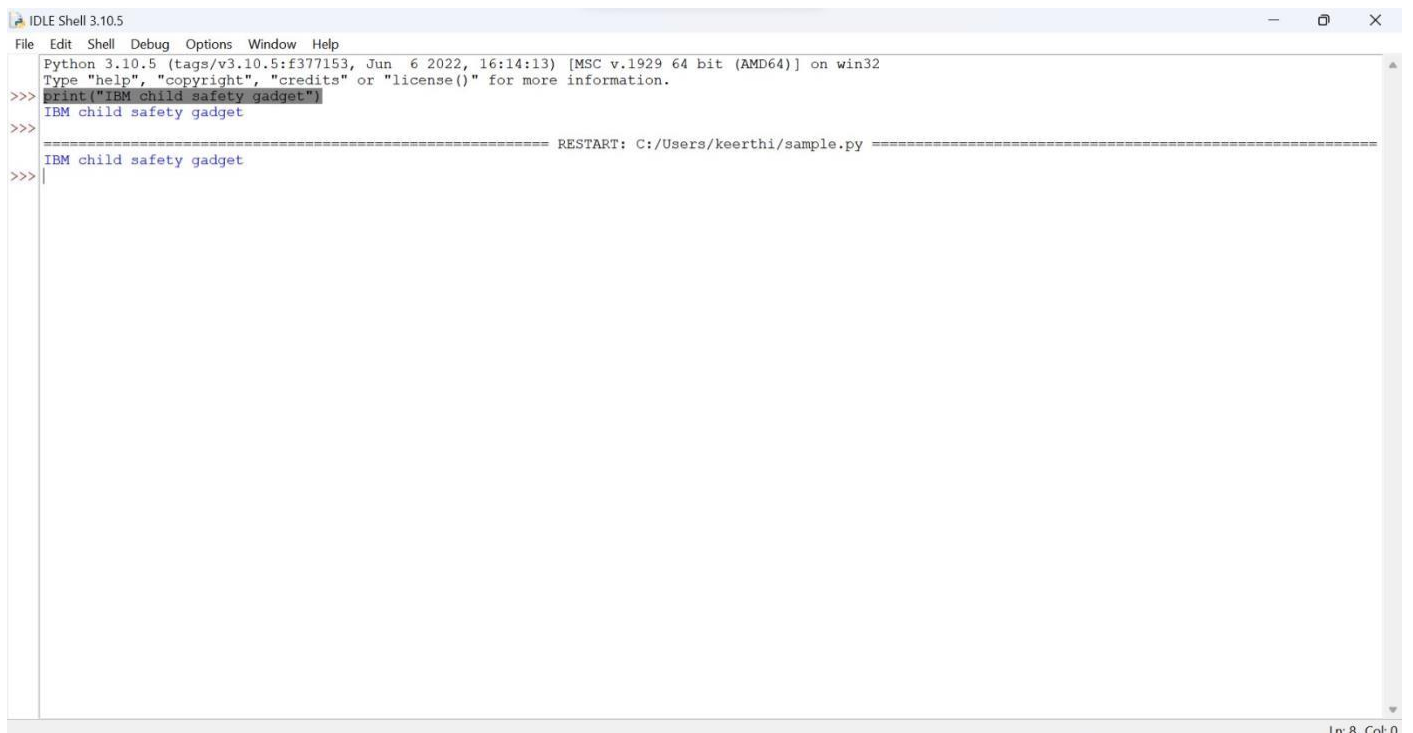 IDLE Shell 3.10.5
File Edit Shell Debug Options Window Help
Python 3.10.5 (tags/v3.10.5:f377153, Jun  6 2022, 16:14:13) [MSC v.1929 64 bit (AMD64)] on win32
Type "help", "copyright", "credits" or "license()" for more information.
>>> print("IBM child safety gadget")
IBM child safety gadget
>>>
========================================================== RESTART: C:/Users/keerthi/sample.py ==========================================================
IBM child safety gadget
>>>
Ln: 8 Col: 0